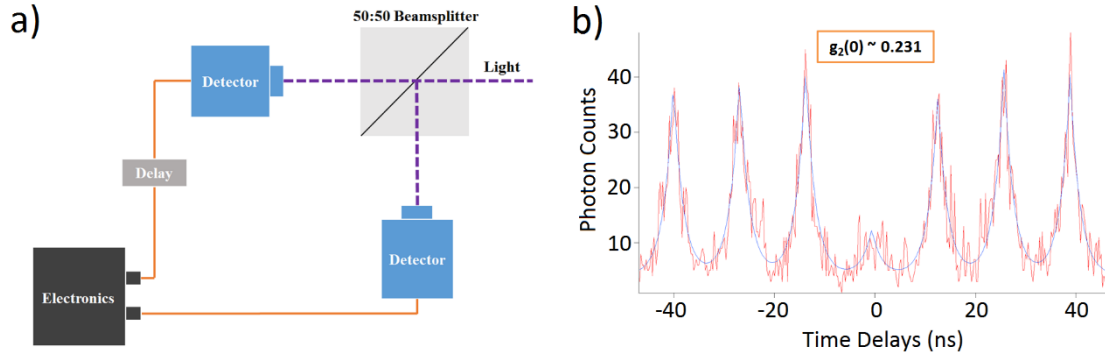 a)
50:50 Beamsplitter
Detector
Light
Delay
Detector
Electronics
b)
g₂(0) ~ 0.231
Photon Counts
40
30
20
10
-40 -20 0 20 40
Time Delays (ns)